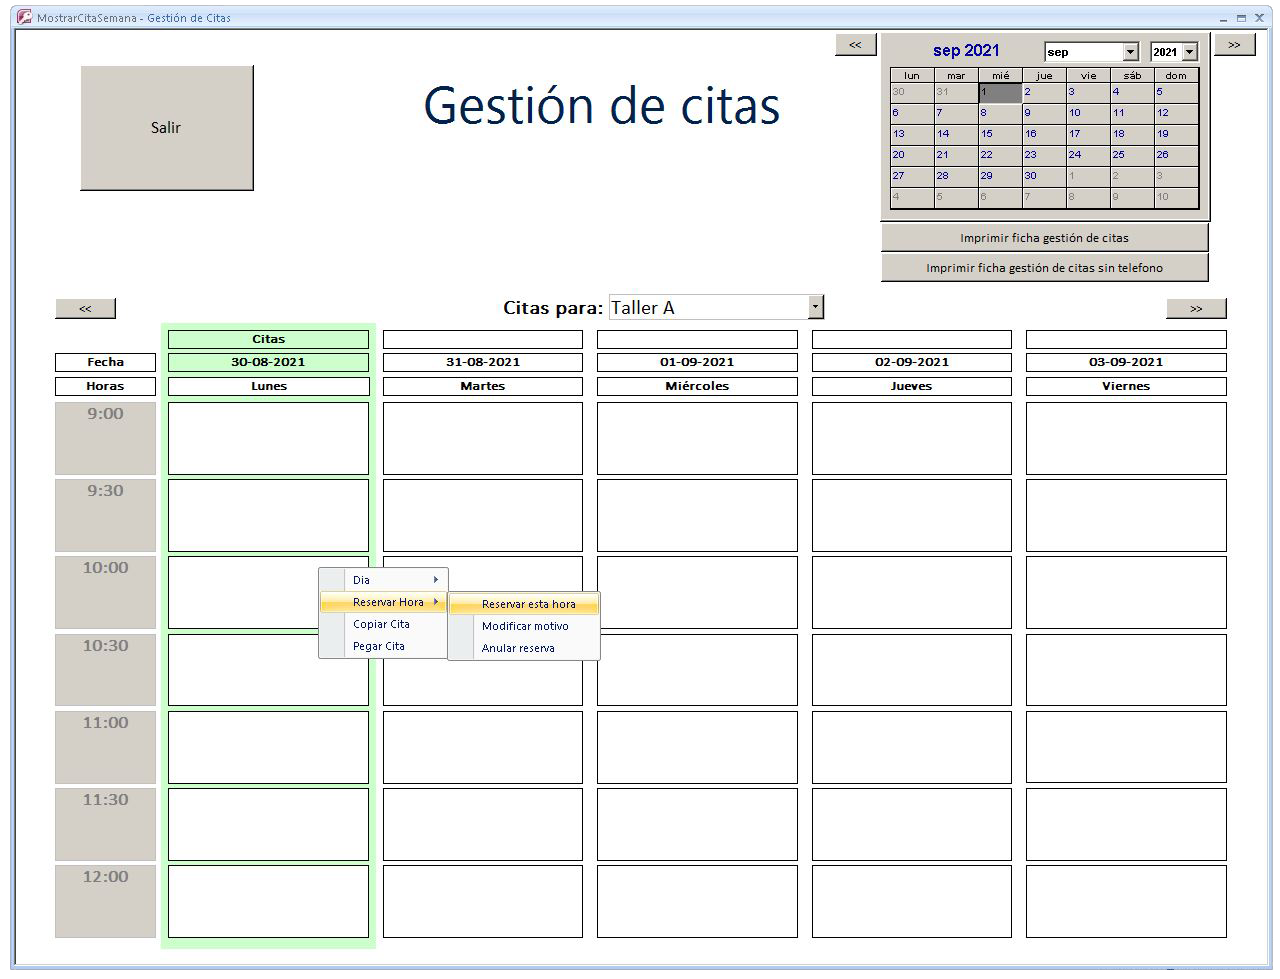 MostrarCitaSemana - Gestión de Citas
<< sep 2021 sep 2021 >>
lun mar mié jue vie sáb dom
30 31 1 2 3 4 5
6 7 8 9 10 11 12
13 14 15 16 17 18 19
20 21 22 23 24 25 26
27 28 29 30 1 2 3
4 5 6 7 8 9 10
Salir
Gestión de citas
Imprimir ficha gestión de citas
Imprimir ficha gestión de citas sin telefono
<< Citas para: Taller A >>
Citas
Fecha 30-08-2021 31-08-2021 01-09-2021 02-09-2021 03-09-2021
Horas Lunes Martes Miércoles Jueves Viernes
9:00
9:30
10:00
Dia
Reservar Hora
Copiar Cita
Pegar Cita
Reservar esta hora
Modificar motivo
Anular reserva
10:30
11:00
11:30
12:00